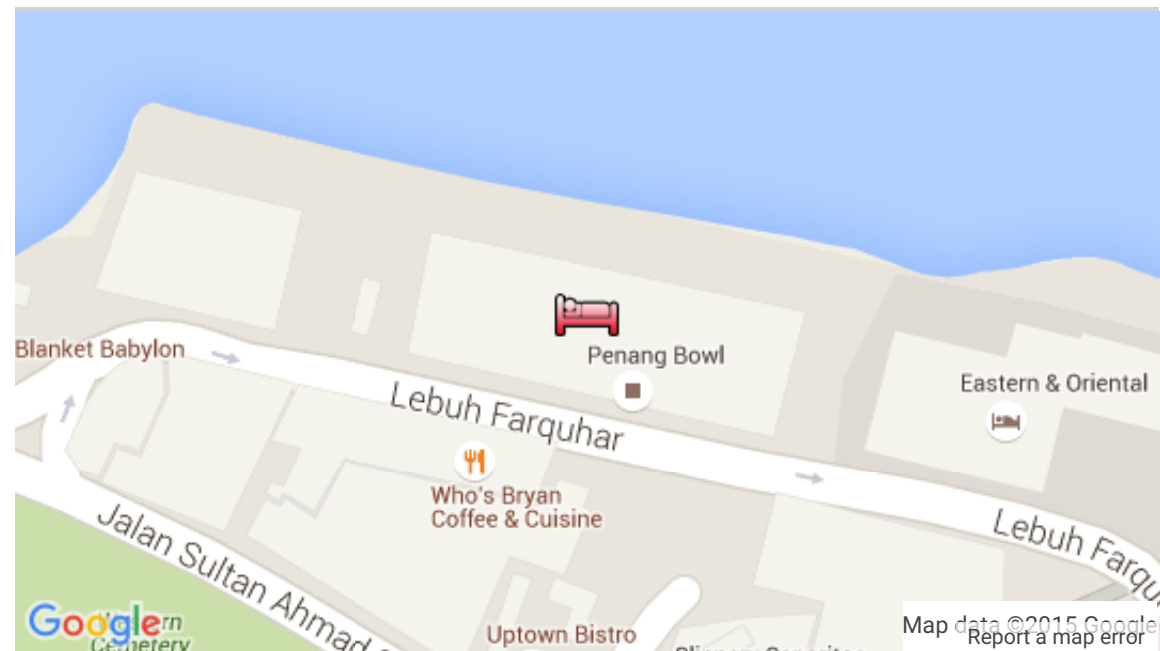 Blanket Babylon
Penang Bowl
Eastern & Oriental
Lebuh Farquhar
Who's Bryan
Coffee & Cuisine
Jalan Sultan Ahmad
Lebuh Farqu
Google
Cemetery
Uptown Bistro
Map data ©2015 Google
Report a map error